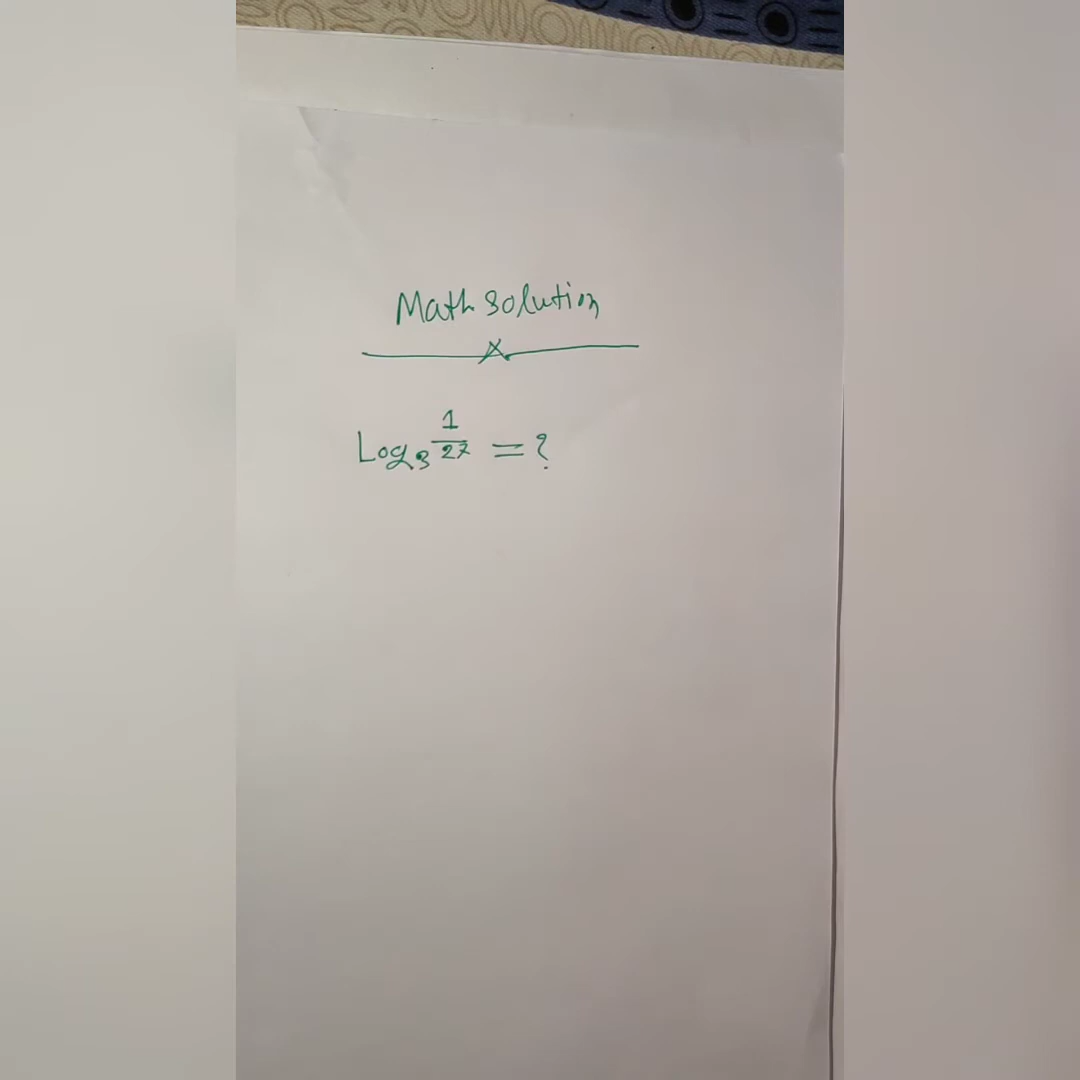 Math solution
Log₃ 1/27 = ?